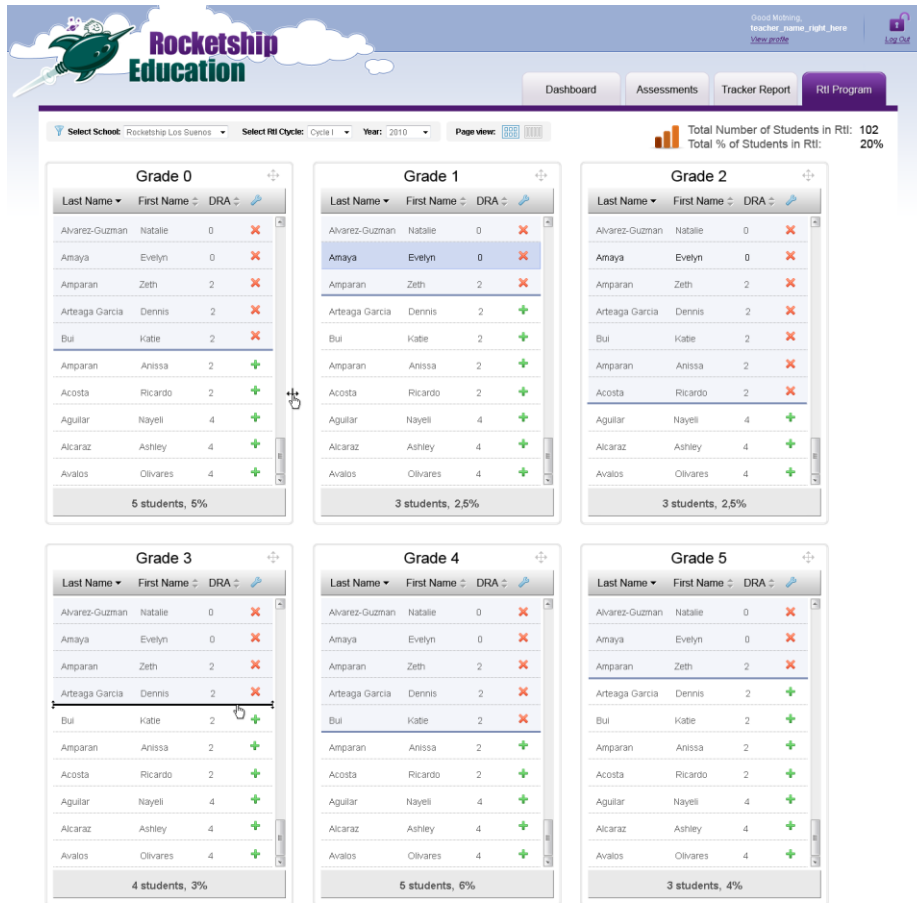 Good Morning,
teacher_name_right_here
View profile
Log Out
Rocketship
Education
Dashboard Assessments Tracker Report RtI Program
Select School: Rocketship Los Suenos Select RtI Ctycle: Cycle I Year: 2010 Page view:
Total Number of Students in RtI: 102
Total % of Students in RtI: 20%
Grade 0
Last Name First Name DRA
Alvarez-Guzman Natalie 0
Amaya Evelyn 0
Amparan Zeth 2
Arteaga Garcia Dennis 2
Bui Katie 2
Amparan Anissa 2
Acosta Ricardo 2
Aguilar Nayeli 4
Alcaraz Ashley 4
Avalos Olivares 4
5 students, 5%
Grade 1
Last Name First Name DRA
Alvarez-Guzman Natalie 0
Amaya Evelyn 0
Amparan Zeth 2
Arteaga Garcia Dennis 2
Bui Katie 2
Amparan Anissa 2
Acosta Ricardo 2
Aguilar Nayeli 4
Alcaraz Ashley 4
Avalos Olivares 4
3 students, 2,5%
Grade 2
Last Name First Name DRA
Alvarez-Guzman Natalie 0
Amaya Evelyn 0
Amparan Zeth 2
Arteaga Garcia Dennis 2
Bui Katie 2
Amparan Anissa 2
Acosta Ricardo 2
Aguilar Nayeli 4
Alcaraz Ashley 4
Avalos Olivares 4
3 students, 2,5%
Grade 3
Last Name First Name DRA
Alvarez-Guzman Natalie 0
Amaya Evelyn 0
Amparan Zeth 2
Arteaga Garcia Dennis 2
Bui Katie 2
Amparan Anissa 2
Acosta Ricardo 2
Aguilar Nayeli 4
Alcaraz Ashley 4
Avalos Olivares 4
4 students, 3%
Grade 4
Last Name First Name DRA
Alvarez-Guzman Natalie 0
Amaya Evelyn 0
Amparan Zeth 2
Arteaga Garcia Dennis 2
Bui Katie 2
Amparan Anissa 2
Acosta Ricardo 2
Aguilar Nayeli 4
Alcaraz Ashley 4
Avalos Olivares 4
5 students, 6%
Grade 5
Last Name First Name DRA
Alvarez-Guzman Natalie 0
Amaya Evelyn 0
Amparan Zeth 2
Arteaga Garcia Dennis 2
Bui Katie 2
Amparan Anissa 2
Acosta Ricardo 2
Aguilar Nayeli 4
Alcaraz Ashley 4
Avalos Olivares 4
3 students, 4%